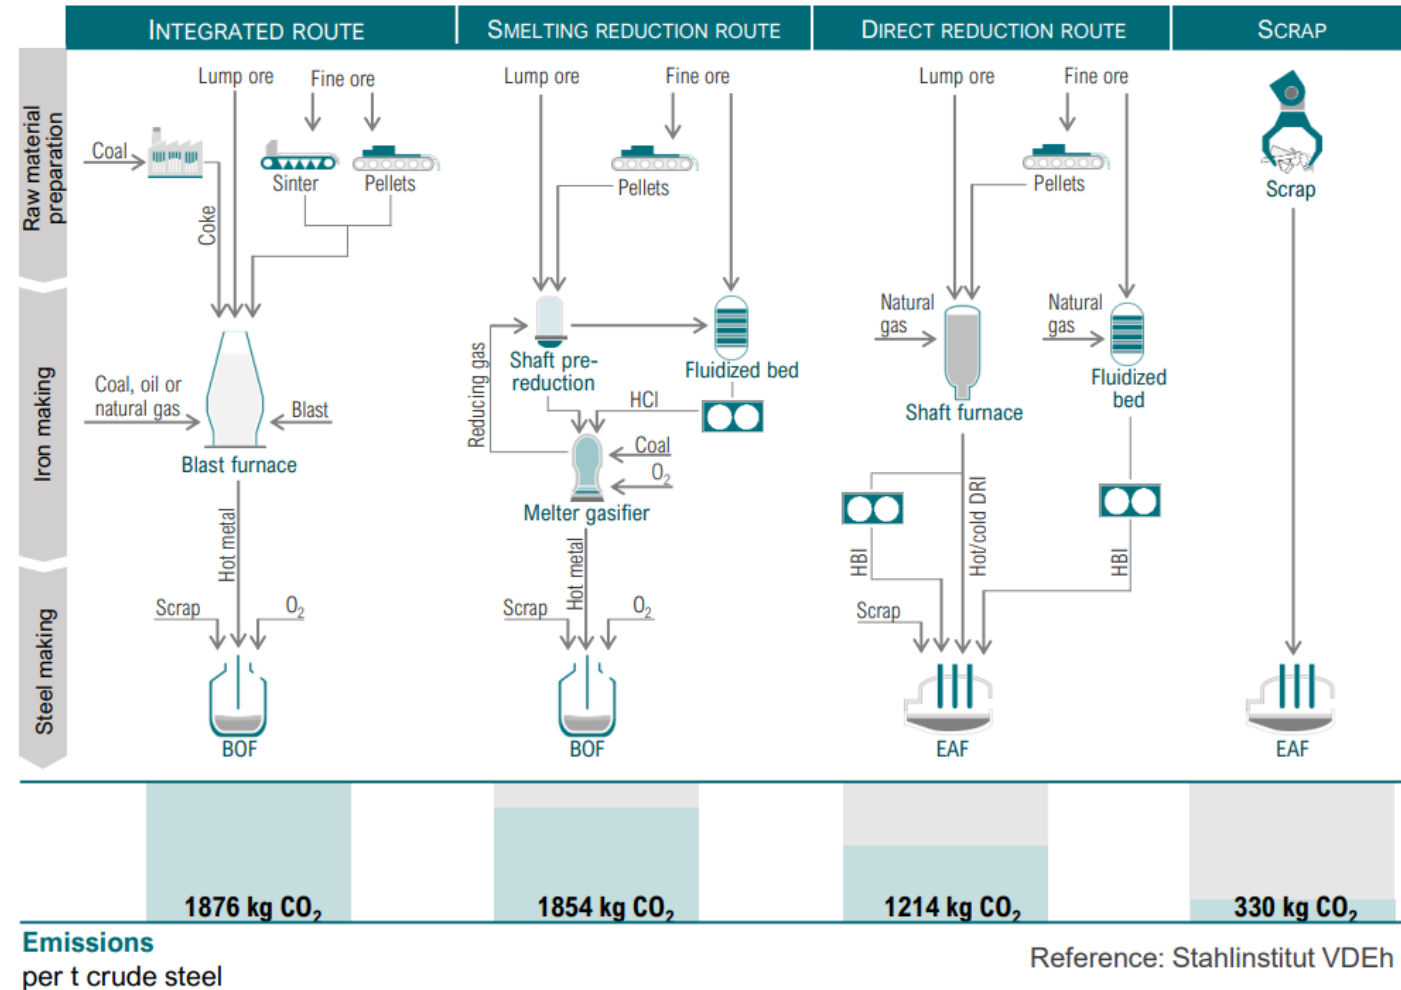 INTEGRATED ROUTE
SMELTING REDUCTION ROUTE
DIRECT REDUCTION ROUTE
SCRAP
Raw material
preparation
Iron making
Steel making
Lump ore
Fine ore
Coal
Sinter
Pellets
Coke
Coal, oil or
natural gas
Blast
Blast furnace
Hot metal
Scrap
O₂
BOF
Lump ore
Fine ore
Pellets
Shaft pre-
reduction
Fluidized bed
Reducing gas
HCI
Coal
O₂
Melter gasifier
Hot metal
Scrap
O₂
BOF
Lump ore
Fine ore
Pellets
Natural
gas
Natural
gas
Shaft furnace
Fluidized
bed
HBI
Hot/cold DRI
HBI
Scrap
EAF
Scrap
EAF
1876 kg CO₂
1854 kg CO₂
1214 kg CO₂
330 kg CO₂
Emissions
per t crude steel
Reference: Stahlinstitut VDEh